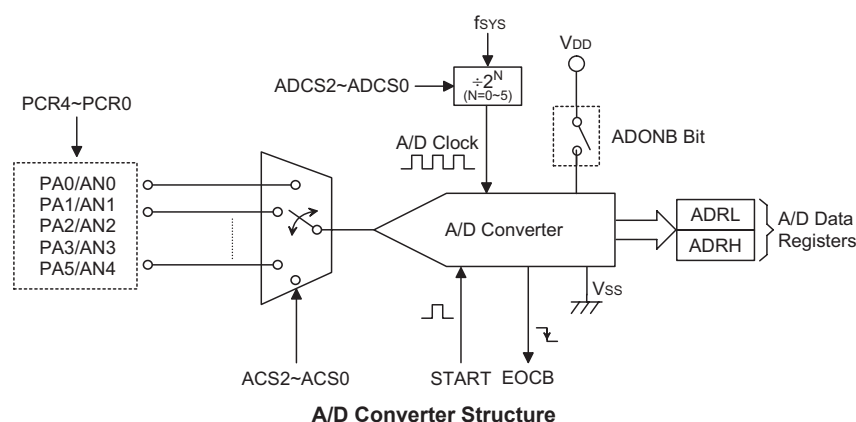 fSYS
VDD
ADCS2~ADCS0
÷2^N
(N=0~5)
PCR4~PCR0
A/D Clock
ADONB Bit
PA0/AN0
PA1/AN1
PA2/AN2
PA3/AN3
PA5/AN4
A/D Converter
ADRL
ADRH
A/D Data
Registers
VSS
ACS2~ACS0
START
EOCB
A/D Converter Structure